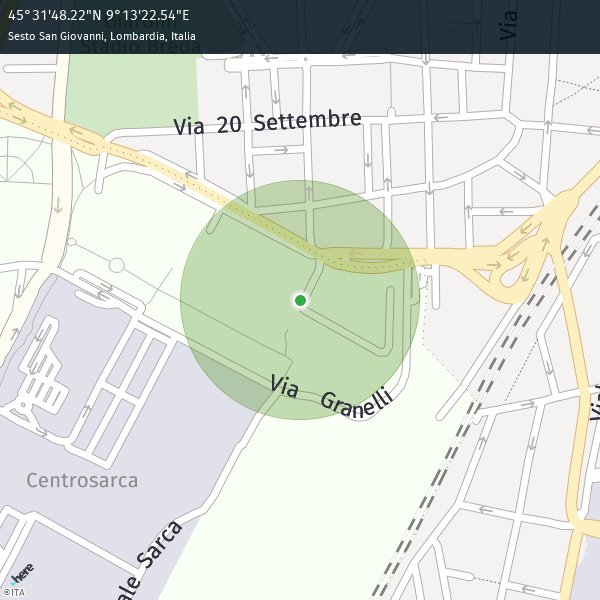 45°31'48.22"N 9°13'22.54"E
Sesto San Giovanni, Lombardia, Italia
Stadio Breda
Via
Via 20 Settembre
Via Granelli
Centrosarca
ale Sarca
here
©ITA